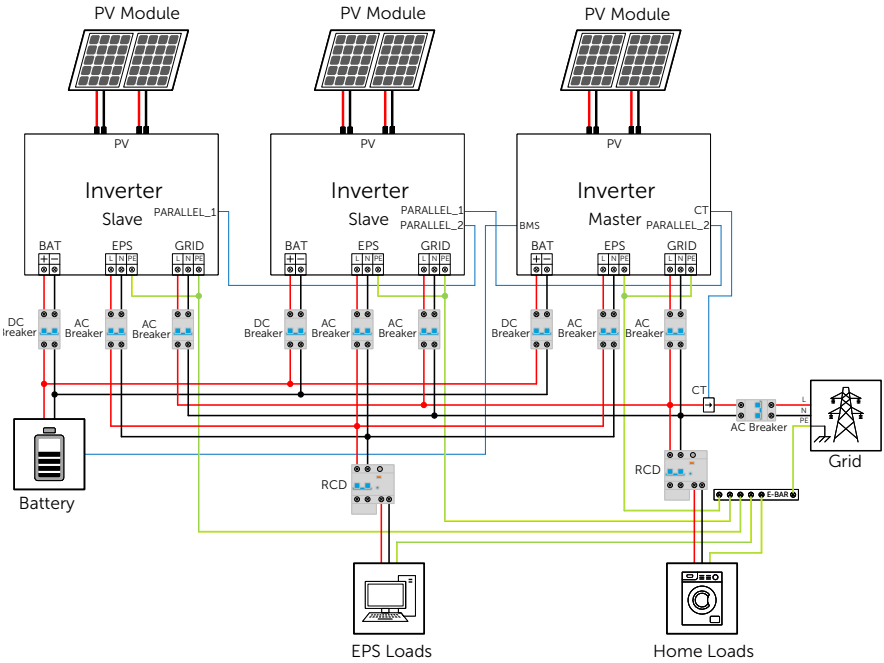 PV Module PV Module PV Module
PV PV PV
Inverter Inverter Inverter
Slave Slave Master
PARALLEL_1 PARALLEL_1 CT
PARALLEL_2 BMS PARALLEL_2
BAT EPS GRID BAT EPS GRID BAT EPS GRID
+ − L N PE L N PE + − L N PE L N PE + − L N PE L N PE
DC Breaker AC Breaker AC Breaker DC Breaker AC Breaker AC Breaker DC Breaker AC Breaker AC Breaker
CT
L
N
PE
AC Breaker
Grid
Battery
RCD
RCD
E-BAR
EPS Loads
Home Loads